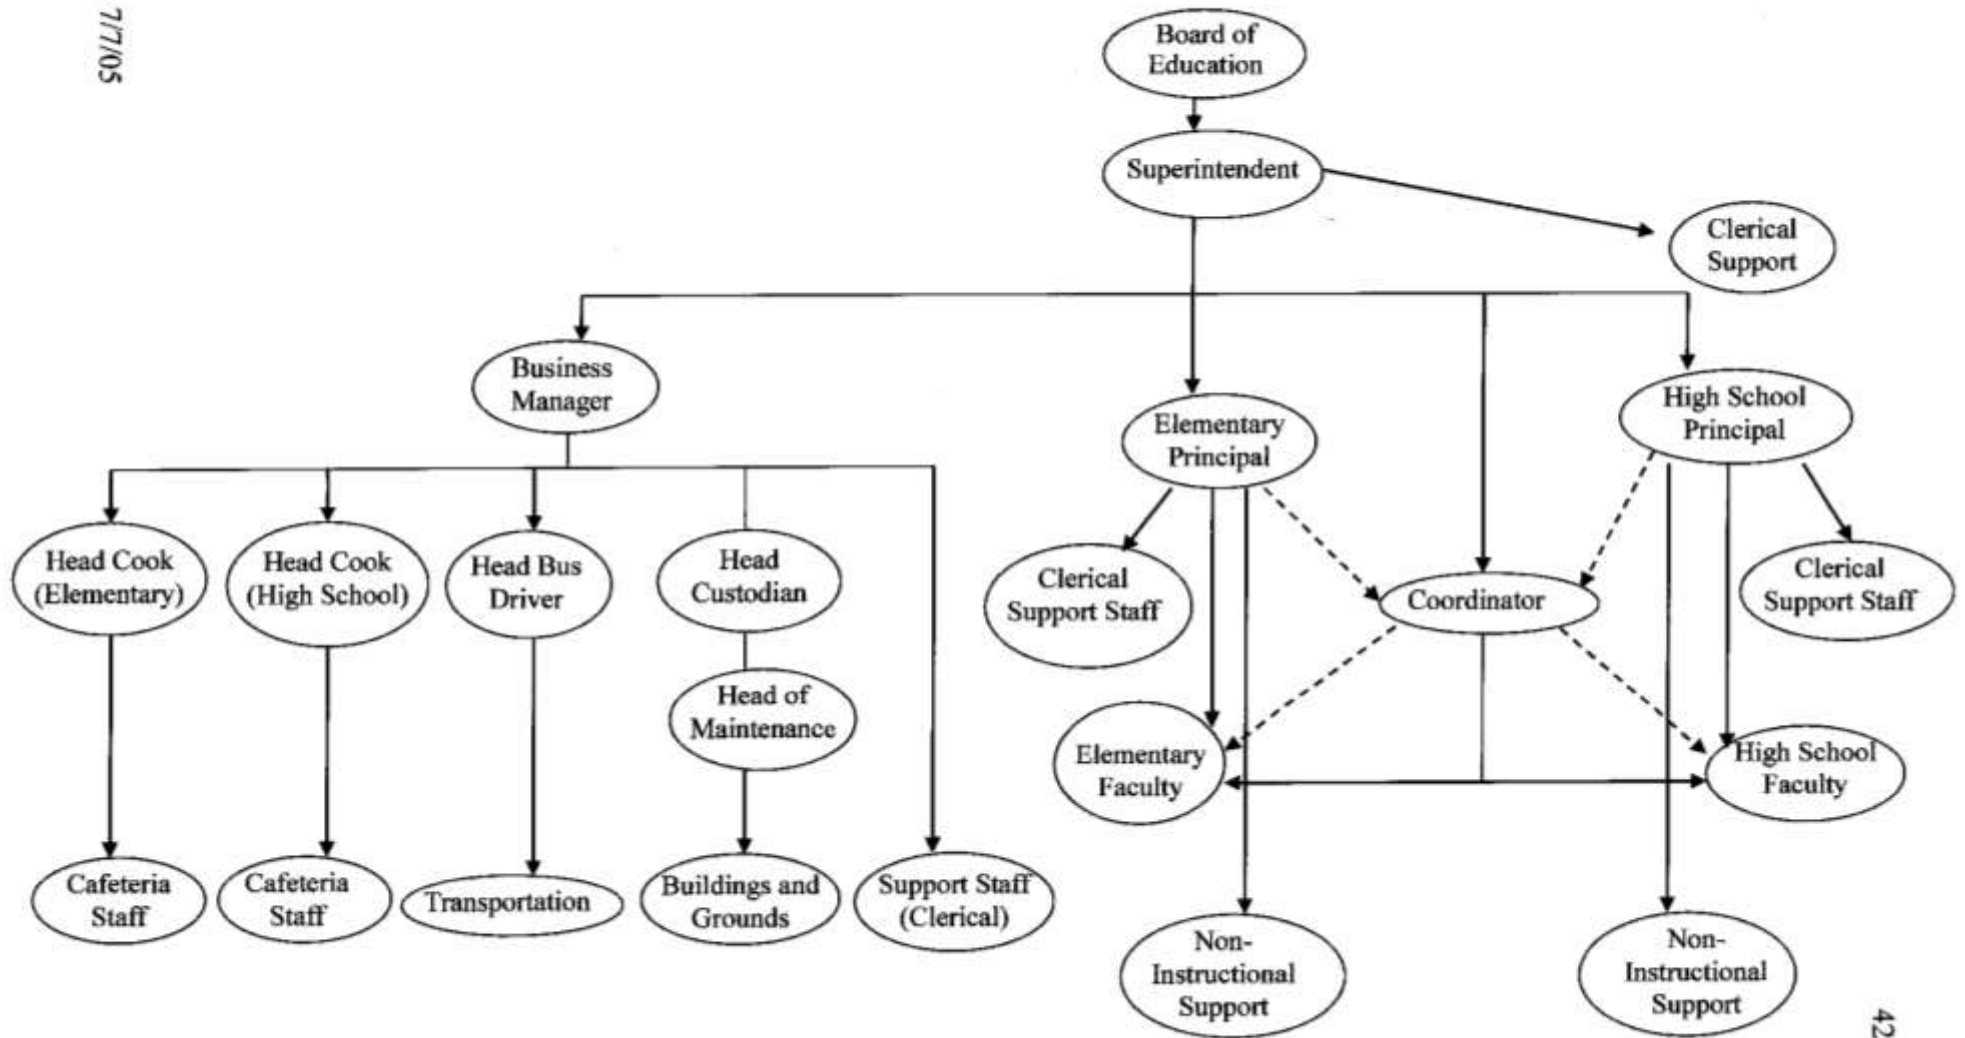 7/7/05
Board of
Education
Superintendent
Clerical
Support
Business
Manager
Elementary
Principal
High School
Principal
Head Cook
(Elementary)
Head Cook
(High School)
Head Bus
Driver
Head
Custodian
Clerical
Support Staff
Coordinator
Clerical
Support Staff
Head of
Maintenance
Elementary
Faculty
High School
Faculty
Cafeteria
Staff
Cafeteria
Staff
Transportation
Buildings and
Grounds
Support Staff
(Clerical)
Non-
Instructional
Support
Non-
Instructional
Support
42